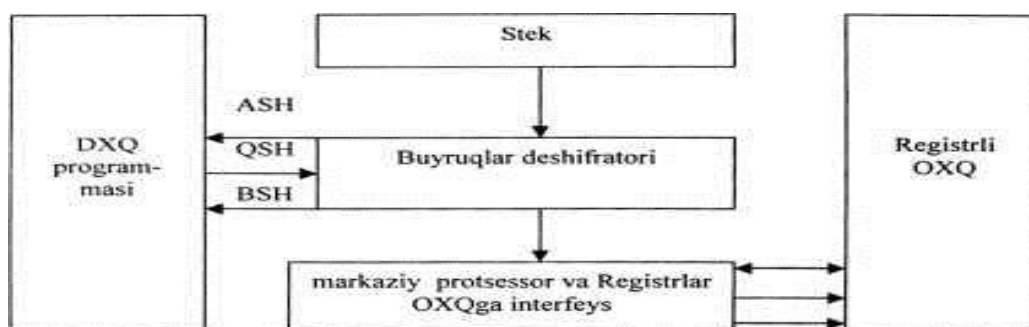 Stek
ASH
DXQ
program-
masi
QSH
BSH
Buyruqlar deshifratori
Registrli
OXQ
markaziy protsessor va Registrlar
OXQga interfeys